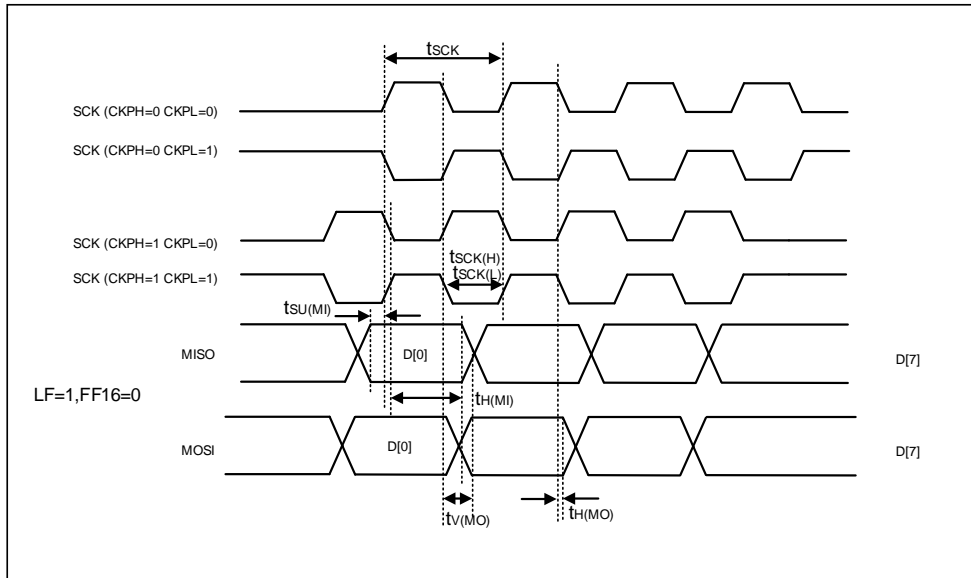 tSCK
SCK (CKPH=0 CKPL=0)
SCK (CKPH=0 CKPL=1)
SCK (CKPH=1 CKPL=0)
tSCK(H)
SCK (CKPH=1 CKPL=1)
tSCK(L)
tSU(MI)
MISO
D[0]
D[7]
LF=1,FF16=0
tH(MI)
MOSI
D[0]
D[7]
tV(MO)
tH(MO)